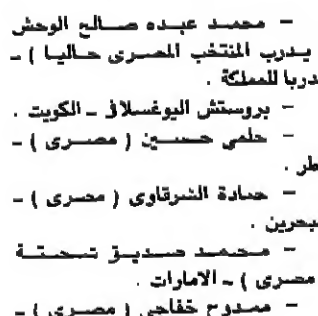 – محمد عبده صالح الوحش
يدرب المنتخب المصرى حاليا ) –
دربا للمملكة .
– بروستش اليوغسلافى – الكويت .
– حلمى حسين ( مصرى ) –
طر .
– حمادة الشرقاوى ( مصرى ) –
بحرين .
– محمد صديق شحتة
مصرى ) – الامارات .
– ممدوح خفاجى ( مصرى ) –